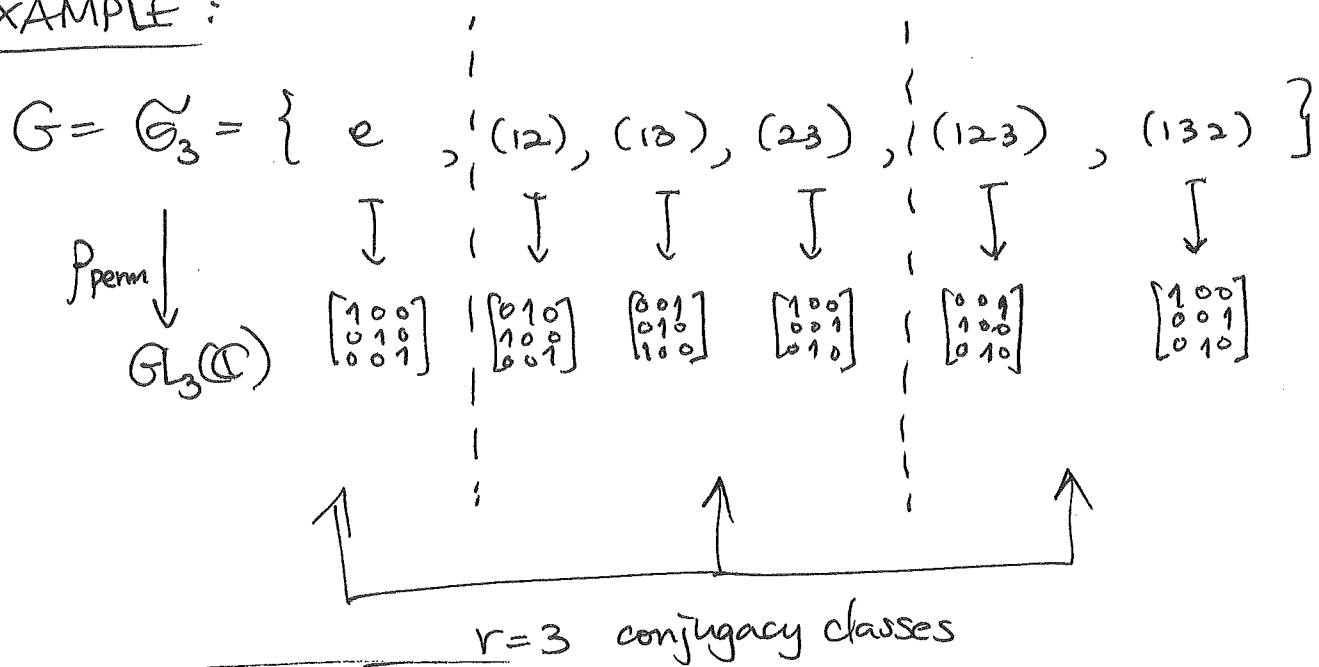 XAMPLE :
G = 𝔖₃ = { e , (12), (13), (23), (123) , (132) }
↧ ↧ ↧ ↧ ↧ ↧
ρperm ↓
[1 0 0] [0 1 0] [0 0 1] [1 0 0] [0 0 1] [1 0 0]
[0 1 0] [1 0 0] [0 1 0] [0 0 1] [1 0 0] [0 0 1]
[0 0 1] [0 0 1] [1 0 0] [0 1 0] [0 1 0] [0 1 0]
GL₃(ℂ)
r=3 conjugacy classes